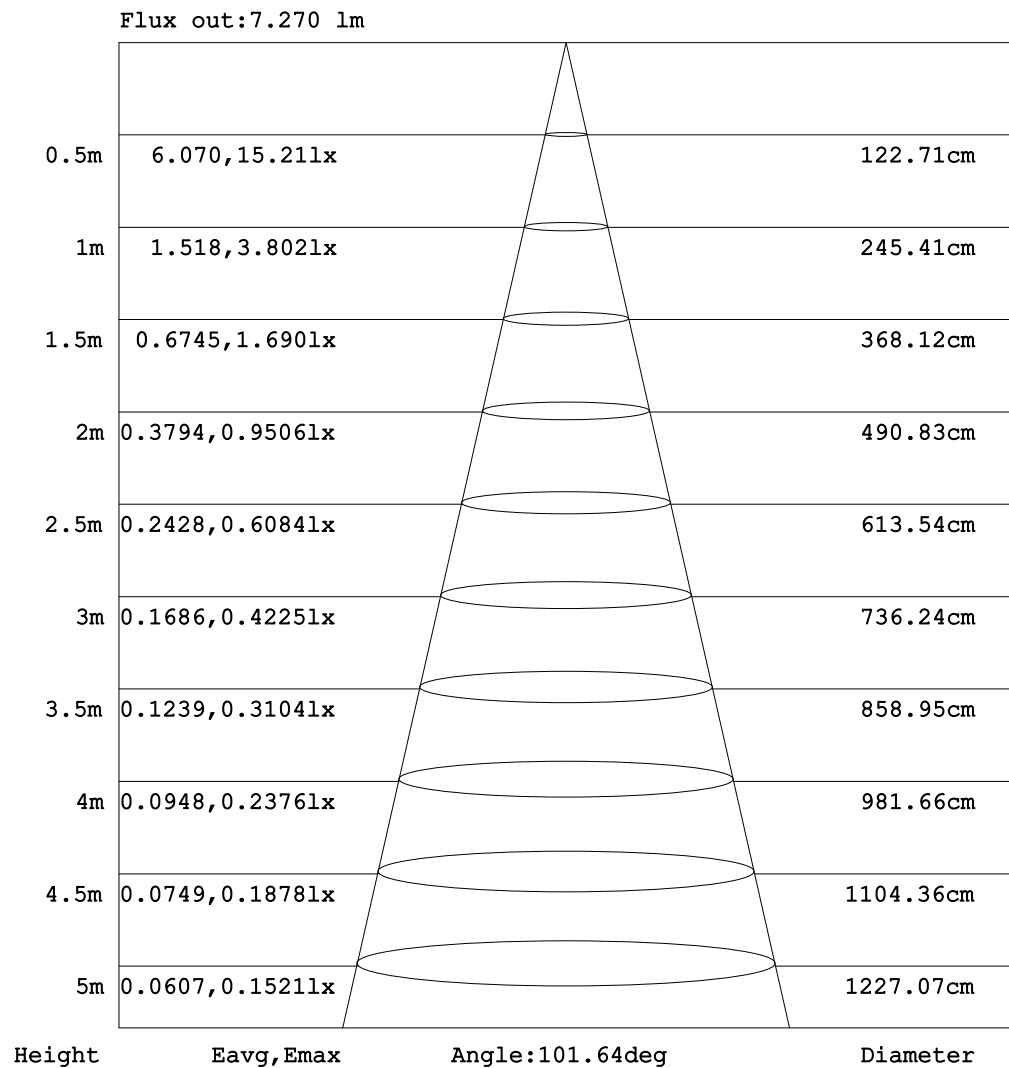 Flux out:7.270 lm
0.5m 6.070,15.21lx 122.71cm
1m 1.518,3.802lx 245.41cm
1.5m 0.6745,1.690lx 368.12cm
2m 0.3794,0.9506lx 490.83cm
2.5m 0.2428,0.6084lx 613.54cm
3m 0.1686,0.4225lx 736.24cm
3.5m 0.1239,0.3104lx 858.95cm
4m 0.0948,0.2376lx 981.66cm
4.5m 0.0749,0.1878lx 1104.36cm
5m 0.0607,0.1521lx 1227.07cm
Height Eavg,Emax Angle:101.64deg Diameter